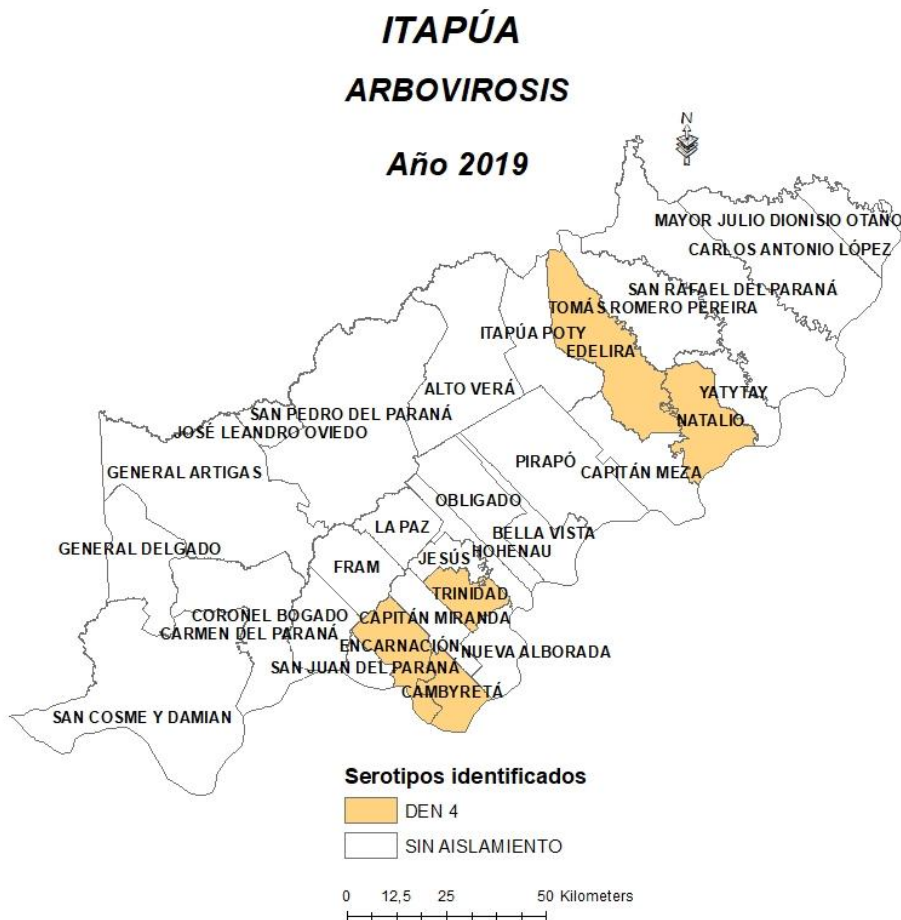 ITAPÚA
ARBOVIROSIS
Año 2019
N
MAYOR JULIO DIONISIO OTAÑO
CARLOS ANTONIO LÓPEZ
SAN RAFAEL DEL PARANÁ
TOMÁS ROMERO PEREIRA
ITAPÚA POTY
EDELIRA
ALTO VERÁ
YATYTAY
SAN PEDRO DEL PARANÁ
NATALIO
JOSÉ LEANDRO OVIEDO
PIRAPÓ
GENERAL ARTIGAS
CAPITÁN MEZA
OBLIGADO
LA PAZ
BELLA VISTA
GENERAL DELGADO
HOHENAU
JESÚS
FRAM
TRINIDAD
CORONEL BOGADO
CAPITÁN MIRANDA
CARMEN DEL PARANÁ
ENCARNACIÓN
NUEVA ALBORADA
SAN JUAN DEL PARANÁ
CAMBYRETÁ
SAN COSME Y DAMIAN
Serotipos identificados
DEN 4
SIN AISLAMIENTO
0 12,5 25 50 Kilometers